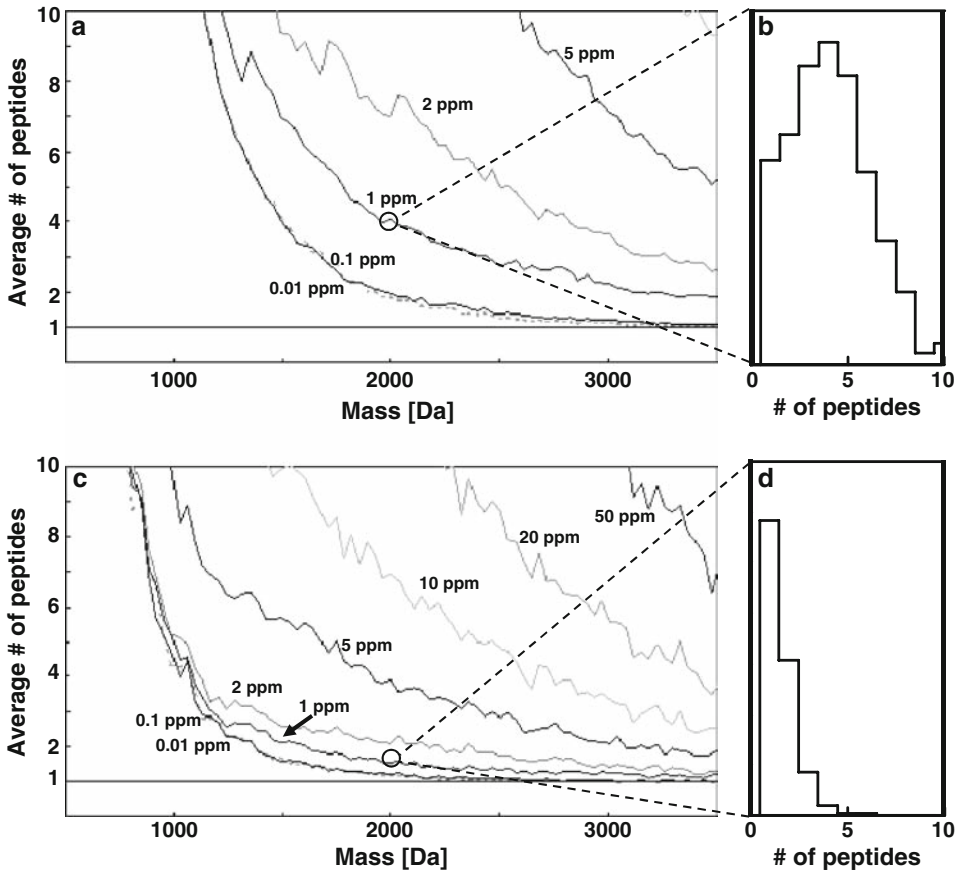 a
10
8
6
4
2
1
Average # of peptides
5 ppm
2 ppm
1 ppm
0.1 ppm
0.01 ppm
1000
2000
3000
Mass [Da]
b
0
5
10
# of peptides
c
10
8
6
4
2
1
Average # of peptides
50 ppm
20 ppm
10 ppm
5 ppm
2 ppm
1 ppm
0.1 ppm
0.01 ppm
1000
2000
3000
Mass [Da]
d
0
5
10
# of peptides